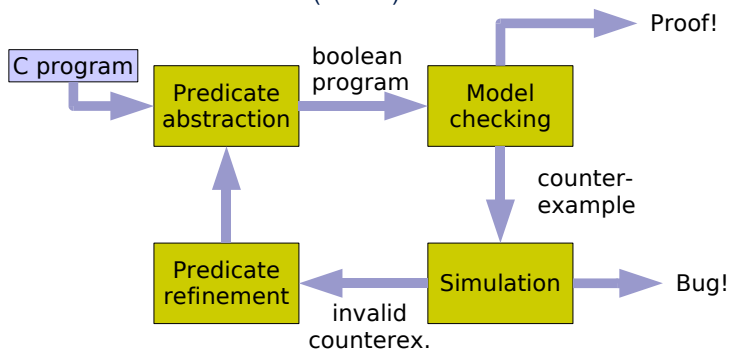 Proof!
boolean
program
C program
Predicate
abstraction
Model
checking
counter-
example
Predicate
refinement
Simulation
Bug!
invalid
counterex.